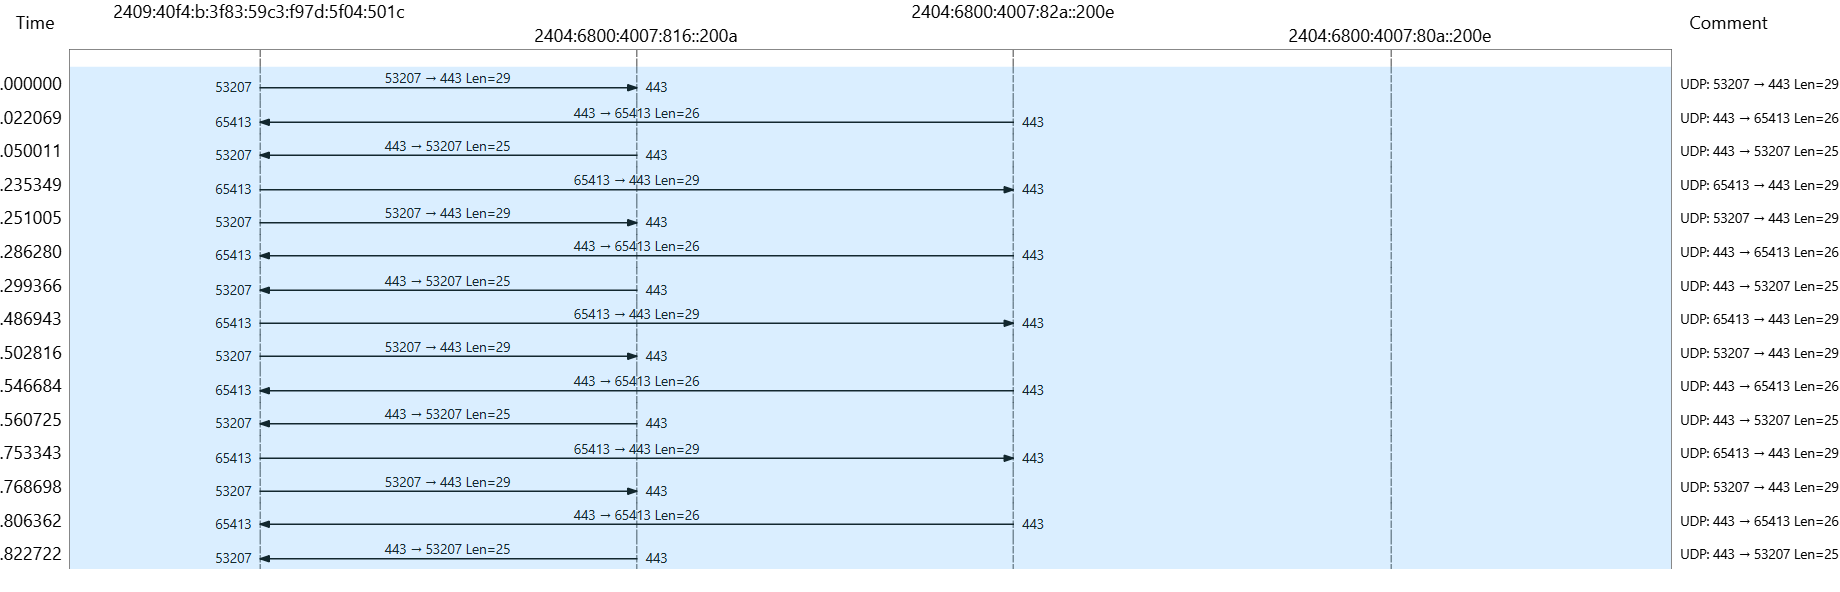 Time
2409:40f4:b:3f83:59c3:f97d:5f04:501c
2404:6800:4007:816::200a
2404:6800:4007:82a::200e
2404:6800:4007:80a::200e
Comment
.000000 53207 53207 → 443 Len=29 443 UDP: 53207 → 443 Len=29
.022069 65413 443 → 65413 Len=26 443 UDP: 443 → 65413 Len=26
.050011 53207 443 → 53207 Len=25 443 UDP: 443 → 53207 Len=25
.235349 65413 65413 → 443 Len=29 443 UDP: 65413 → 443 Len=29
.251005 53207 53207 → 443 Len=29 443 UDP: 53207 → 443 Len=29
.286280 65413 443 → 65413 Len=26 443 UDP: 443 → 65413 Len=26
.299366 53207 443 → 53207 Len=25 443 UDP: 443 → 53207 Len=25
.486943 65413 65413 → 443 Len=29 443 UDP: 65413 → 443 Len=29
.502816 53207 53207 → 443 Len=29 443 UDP: 53207 → 443 Len=29
.546684 65413 443 → 65413 Len=26 443 UDP: 443 → 65413 Len=26
.560725 53207 443 → 53207 Len=25 443 UDP: 443 → 53207 Len=25
.753343 65413 65413 → 443 Len=29 443 UDP: 65413 → 443 Len=29
.768698 53207 53207 → 443 Len=29 443 UDP: 53207 → 443 Len=29
.806362 65413 443 → 65413 Len=26 443 UDP: 443 → 65413 Len=26
.822722 53207 443 → 53207 Len=25 443 UDP: 443 → 53207 Len=25